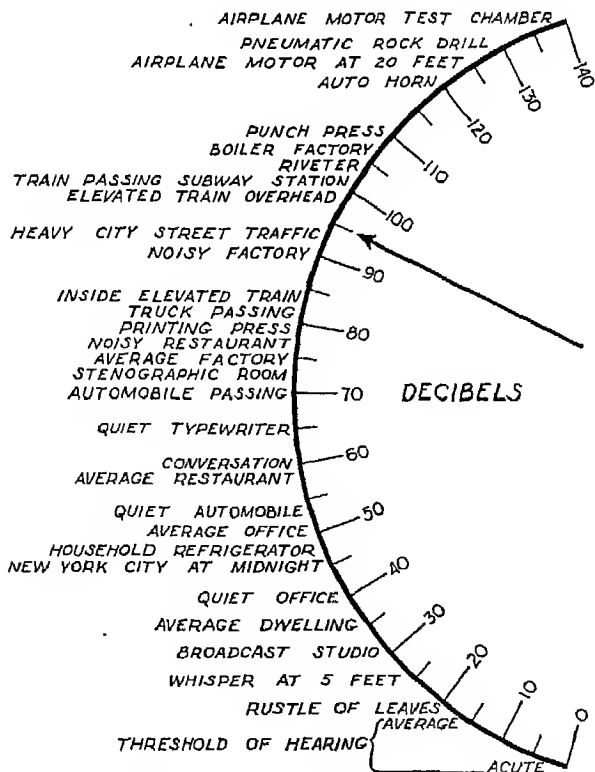 AIRPLANE MOTOR TEST CHAMBER
PNEUMATIC ROCK DRILL
AIRPLANE MOTOR AT 20 FEET
AUTO HORN
PUNCH PRESS
BOILER FACTORY
RIVETER
TRAIN PASSING SUBWAY STATION
ELEVATED TRAIN OVERHEAD
HEAVY CITY STREET TRAFFIC
NOISY FACTORY
INSIDE ELEVATED TRAIN
TRUCK PASSING
PRINTING PRESS
NOISY RESTAURANT
AVERAGE FACTORY
STENOGRAPHIC ROOM
AUTOMOBILE PASSING
QUIET TYPEWRITER
CONVERSATION
AVERAGE RESTAURANT
QUIET AUTOMOBILE
AVERAGE OFFICE
HOUSEHOLD REFRIGERATOR
NEW YORK CITY AT MIDNIGHT
QUIET OFFICE
AVERAGE DWELLING
BROADCAST STUDIO
WHISPER AT 5 FEET
RUSTLE OF LEAVES
AVERAGE
THRESHOLD OF HEARING
ACUTE
140
130
120
110
100
90
80
70
60
50
40
30
20
10
0
DECIBELS